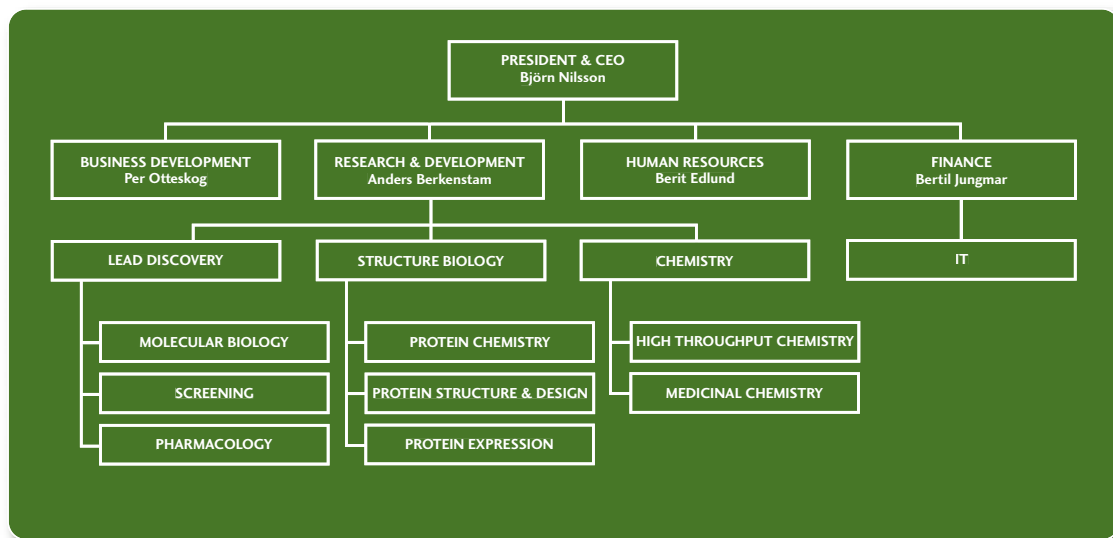 PRESIDENT & CEO
Björn Nilsson
BUSINESS DEVELOPMENT
Per Otteskog
RESEARCH & DEVELOPMENT
Anders Berkenstam
HUMAN RESOURCES
Berit Edlund
FINANCE
Bertil Jungmar
LEAD DISCOVERY
STRUCTURE BIOLOGY
CHEMISTRY
IT
MOLECULAR BIOLOGY
PROTEIN CHEMISTRY
HIGH THROUGHPUT CHEMISTRY
SCREENING
PROTEIN STRUCTURE & DESIGN
MEDICINAL CHEMISTRY
PHARMACOLOGY
PROTEIN EXPRESSION